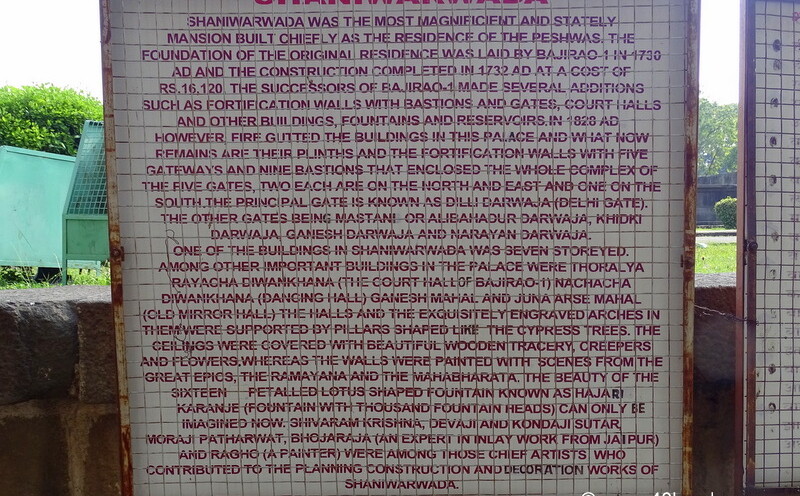 SHANIWARWADA
SHANIWARWADA WAS THE MOST MAGNIFICIENT AND STATELY
MANSION BUILT CHIEFLY AS THE RESIDENCE OF THE PESHWAS. THE
FOUNDATION OF THE ORIGINAL RESIDENCE WAS LAID BY BAJIRAO-1 IN 1730
AD AND THE CONSTRUCTION COMPLETED IN 1732 AD AT A COST OF
RS.16,120. THE SUCCESSORS OF BAJIRAO-1 MADE SEVERAL ADDITIONS
SUCH AS FORTIFICATION WALLS WITH BASTIONS AND GATES, COURT HALLS
AND OTHER BUILDINGS, FOUNTAINS AND RESERVOIRS.IN 1828 AD
HOWEVER, FIRE GUTTED THE BUILDINGS IN THIS PALACE AND WHAT NOW
REMAINS ARE THEIR PLINTHS AND THE FORTIFICATION WALLS WITH FIVE
GATEWAYS AND NINE BASTIONS THAT ENCLOSED THE WHOLE COMPLEX OF
THE FIVE GATES, TWO EACH ARE ON THE NORTH AND EAST AND ONE ON THE
SOUTH.THE PRINCIPAL GATE IS KNOWN AS DILLI DARWAJA (DELHI GATE).
THE OTHER GATES BEING MASTANI OR ALIBAHADUR DARWAJA, KHIDKI
DARWAJA, GANESH DARWAJA AND NARAYAN DARWAJA.
ONE OF THE BUILDINGS IN SHANIWARWADA WAS SEVEN STOREYED.
AMONG OTHER IMPORTANT BUILDINGS IN THE PALACE WERE THORALYA
RAYACHA DIWANKHANA (THE COURT HALL OF BAJIRAO-1) NACHACHA
DIWANKHANA (DANCING HALL) GANESH MAHAL AND JUNA ARSE MAHAL
(OLD MIRROR HALL) THE HALLS AND THE EXQUISITELY ENGRAVED ARCHES IN
THEM WERE SUPPORTED BY PILLARS SHAPED LIKE THE CYPRESS TREES. THE
CEILINGS WERE COVERED WITH BEAUTIFUL WOODEN TRACERY, CREEPERS
AND FLOWERS,WHEREAS THE WALLS WERE PAINTED WITH SCENES FROM THE
GREAT EPICS, THE RAMAYANA AND THE MAHABHARATA, THE BEAUTY OF THE
SIXTEEN PETALLED LOTUS SHAPED FOUNTAIN KNOWN AS HAJARI
KARANJE (FOUNTAIN WITH THOUSAND FOUNTAIN HEADS) CAN ONLY BE
IMAGINED NOW. SHIVARAM KRISHNA, DEVAJI AND KONDAJI SUTAR,
MORAJI PATHARWAT, BHOJARAJA (AN EXPERT IN INLAY WORK FROM JAIPUR)
AND RAGHO (A PAINTER) WERE AMONG THOSE CHIEF ARTISTS WHO
CONTRIBUTED TO THE PLANNING CONSTRUCTION AND DECORATION WORKS OF
SHANIWARWADA.